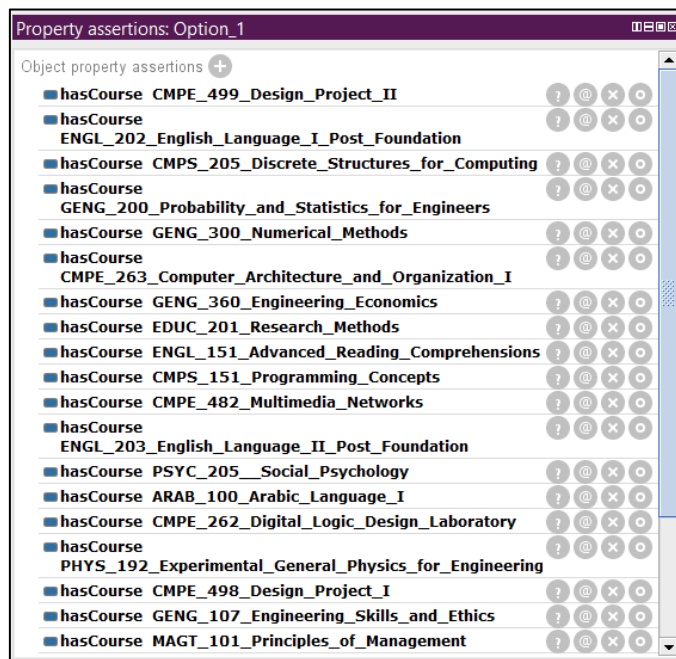 Property assertions: Option_1
Object property assertions
hasCourse CMPE_499_Design_Project_II
hasCourse
ENGL_202_English_Language_I_Post_Foundation
hasCourse CMPS_205_Discrete_Structures_for_Computing
hasCourse
GENG_200_Probability_and_Statistics_for_Engineers
hasCourse GENG_300_Numerical_Methods
hasCourse
CMPE_263_Computer_Architecture_and_Organization_I
hasCourse GENG_360_Engineering_Economics
hasCourse EDUC_201_Research_Methods
hasCourse ENGL_151_Advanced_Reading_Comprehensions
hasCourse CMPS_151_Programming_Concepts
hasCourse CMPE_482_Multimedia_Networks
hasCourse
ENGL_203_English_Language_II_Post_Foundation
hasCourse PSYC_205__Social_Psychology
hasCourse ARAB_100_Arabic_Language_I
hasCourse CMPE_262_Digital_Logic_Design_Laboratory
hasCourse
PHYS_192_Experimental_General_Physics_for_Engineering
hasCourse CMPE_498_Design_Project_I
hasCourse GENG_107_Engineering_Skills_and_Ethics
hasCourse MAGT_101_Principles_of_Management